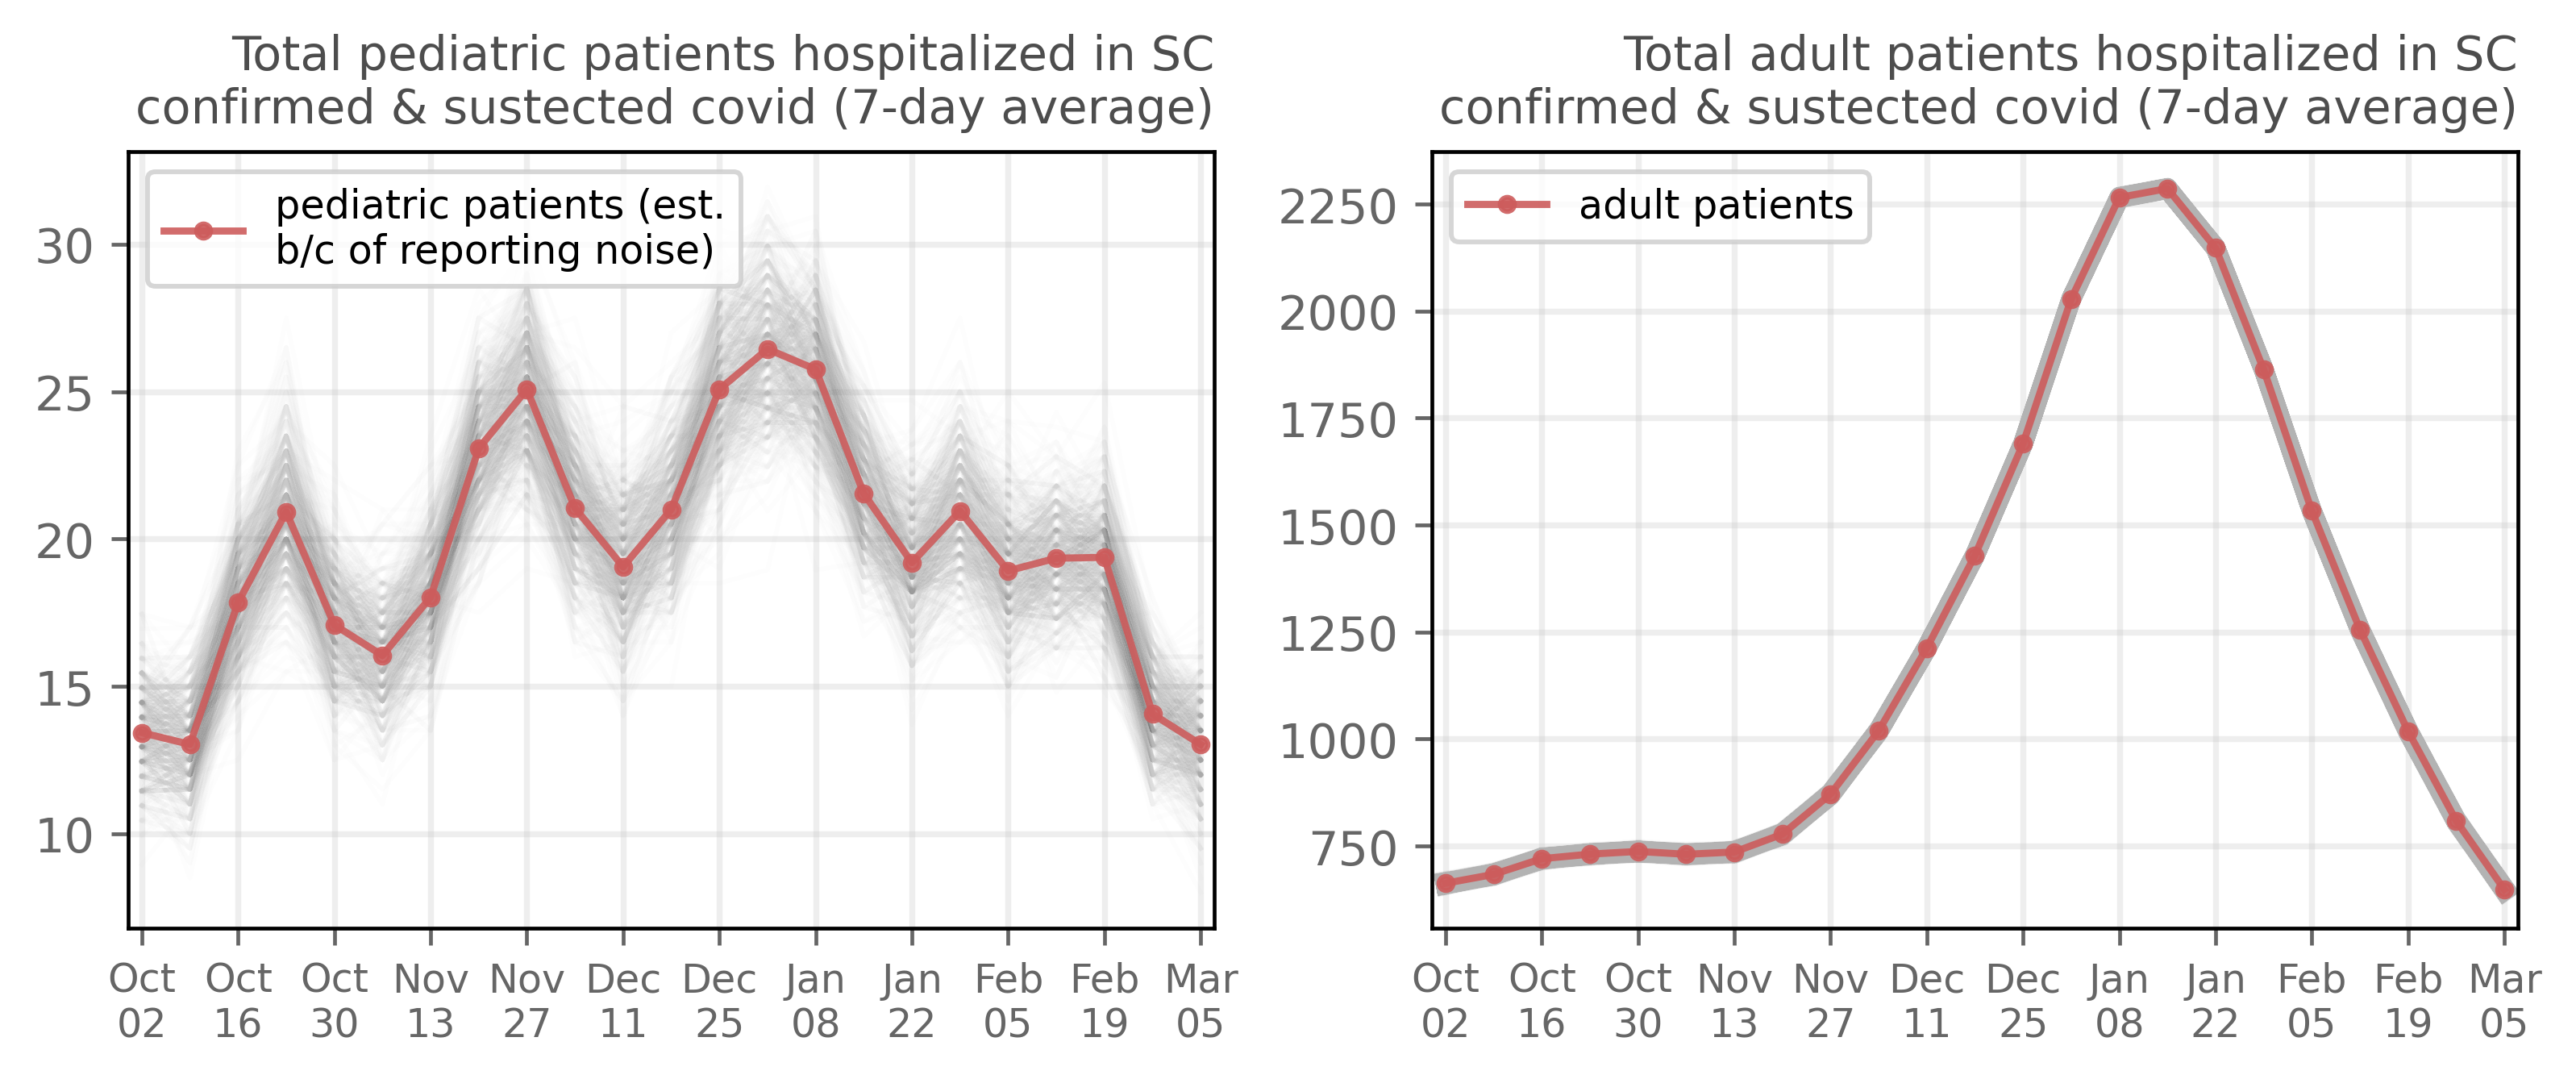 Total pediatric patients hospitalized in SC
confirmed & sustected covid (7-day average)
pediatric patients (est.
b/c of reporting noise)
30
25
20
15
10
Oct Oct Oct Nov Nov Dec Dec Jan Jan Feb Feb Mar
02 16 30 13 27 11 25 08 22 05 19 05
Total adult patients hospitalized in SC
confirmed & sustected covid (7-day average)
adult patients
2250
2000
1750
1500
1250
1000
750
Oct Oct Oct Nov Nov Dec Dec Jan Jan Feb Feb Mar
02 16 30 13 27 11 25 08 22 05 19 05